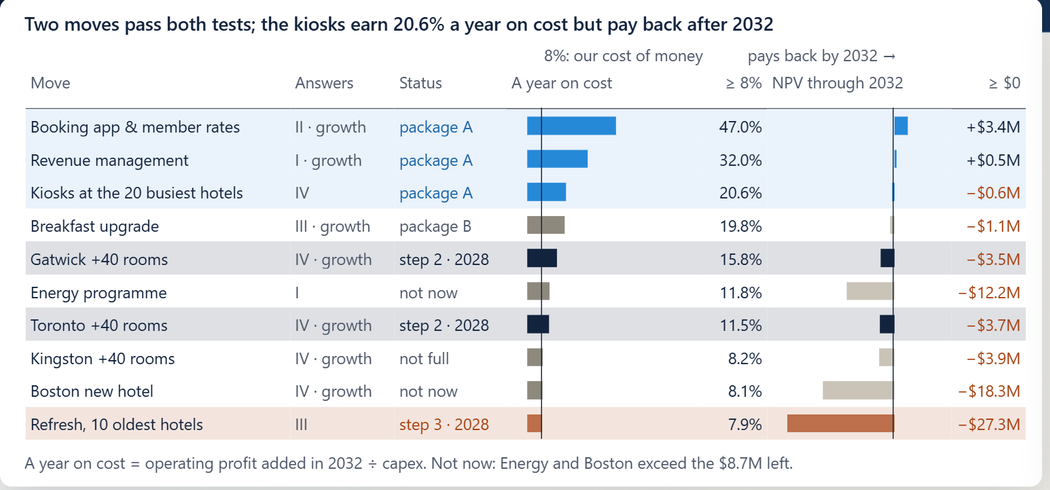 Two moves pass both tests; the kiosks earn 20.6% a year on cost but pay back after 2032
8%: our cost of money pays back by 2032 →
Move Answers Status A year on cost ≥ 8% NPV through 2032 ≥ $0
Booking app & member rates II · growth package A 47.0% +$3.4M
Revenue management I · growth package A 32.0% +$0.5M
Kiosks at the 20 busiest hotels IV package A 20.6% −$0.6M
Breakfast upgrade III · growth package B 19.8% −$1.1M
Gatwick +40 rooms IV · growth step 2 · 2028 15.8% −$3.5M
Energy programme I not now 11.8% −$12.2M
Toronto +40 rooms IV · growth step 2 · 2028 11.5% −$3.7M
Kingston +40 rooms IV · growth not full 8.2% −$3.9M
Boston new hotel IV · growth not now 8.1% −$18.3M
Refresh, 10 oldest hotels III step 3 · 2028 7.9% −$27.3M
A year on cost = operating profit added in 2032 ÷ capex. Not now: Energy and Boston exceed the $8.7M left.